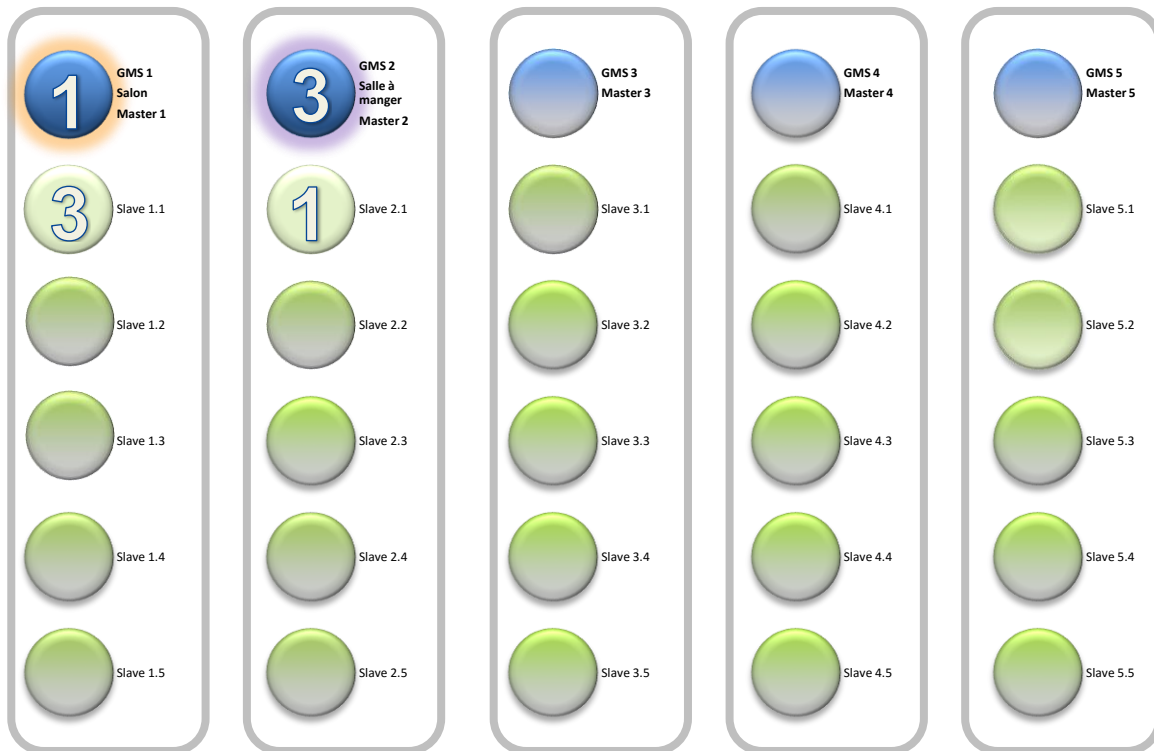 1
GMS 1
Salon
Master 1
3
Slave 1.1
Slave 1.2
Slave 1.3
Slave 1.4
Slave 1.5
3
GMS 2
Salle à
manger
Master 2
1
Slave 2.1
Slave 2.2
Slave 2.3
Slave 2.4
Slave 2.5
GMS 3
Master 3
Slave 3.1
Slave 3.2
Slave 3.3
Slave 3.4
Slave 3.5
GMS 4
Master 4
Slave 4.1
Slave 4.2
Slave 4.3
Slave 4.4
Slave 4.5
GMS 5
Master 5
Slave 5.1
Slave 5.2
Slave 5.3
Slave 5.4
Slave 5.5